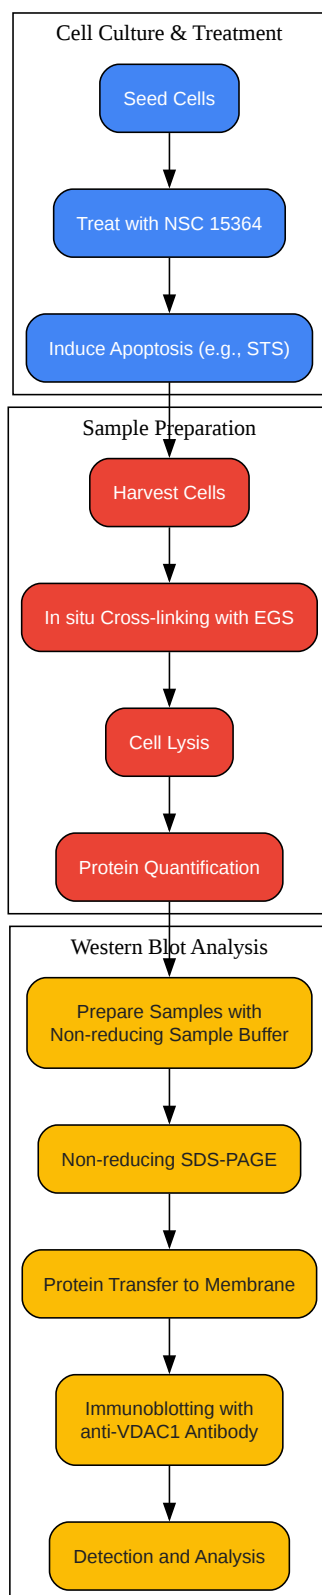 Cell Culture & Treatment
Seed Cells
Treat with NSC 15364
Induce Apoptosis (e.g., STS)
Sample Preparation
Harvest Cells
In situ Cross-linking with EGS
Cell Lysis
Protein Quantification
Western Blot Analysis
Prepare Samples with
Non-reducing Sample Buffer
Non-reducing SDS-PAGE
Protein Transfer to Membrane
Immunoblotting with
anti-VDAC1 Antibody
Detection and Analysis